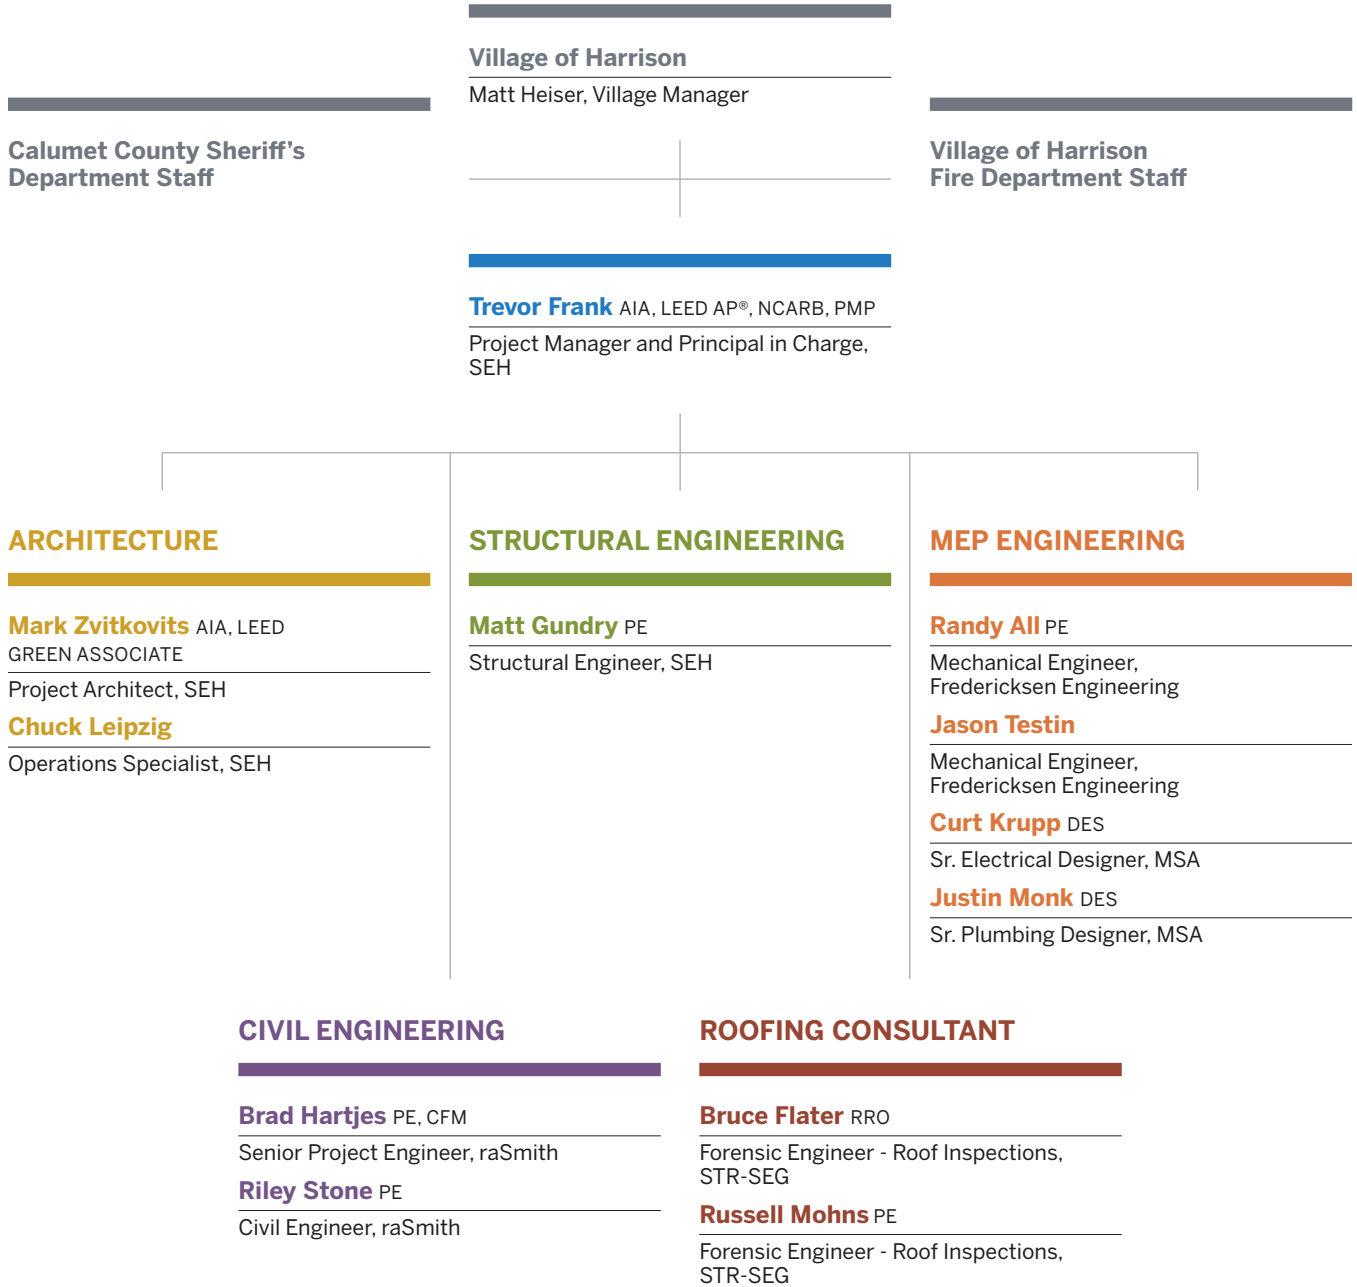 Village of Harrison
Matt Heiser, Village Manager
Calumet County Sheriff's
Department Staff
Village of Harrison
Fire Department Staff
Trevor Frank AIA, LEED AP®, NCARB, PMP
Project Manager and Principal in Charge,
SEH
ARCHITECTURE
Mark Zvitkovits AIA, LEED
GREEN ASSOCIATE
Project Architect, SEH
Chuck Leipzig
Operations Specialist, SEH
STRUCTURAL ENGINEERING
Matt Gundry PE
Structural Engineer, SEH
MEP ENGINEERING
Randy All PE
Mechanical Engineer,
Fredericksen Engineering
Jason Testin
Mechanical Engineer,
Fredericksen Engineering
Curt Krupp DES
Sr. Electrical Designer, MSA
Justin Monk DES
Sr. Plumbing Designer, MSA
CIVIL ENGINEERING
Brad Hartjes PE, CFM
Senior Project Engineer, raSmith
Riley Stone PE
Civil Engineer, raSmith
ROOFING CONSULTANT
Bruce Flater RRO
Forensic Engineer - Roof Inspections,
STR-SEG
Russell Mohns PE
Forensic Engineer - Roof Inspections,
STR-SEG